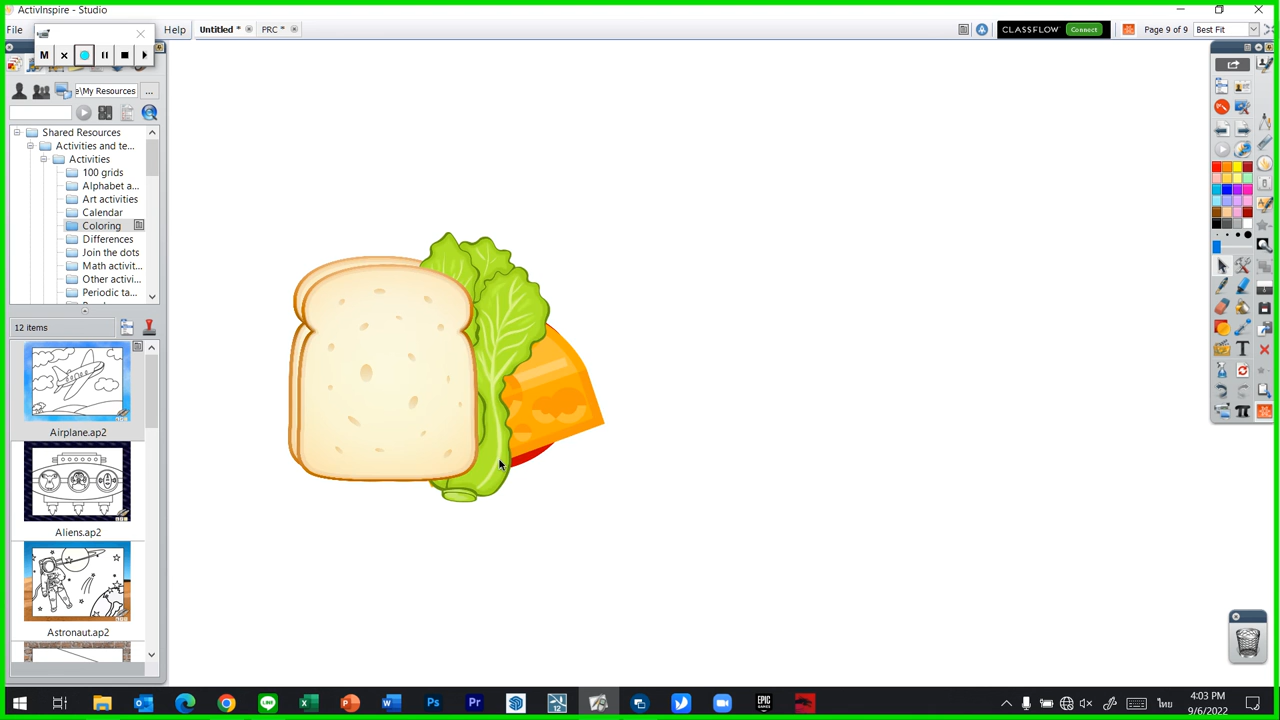 ActivInspire - Studio
File
Help
Untitled *
PRC *
CLASSFLOW
Connect
Page 9 of 9
Best Fit
M
e\My Resources
...
Shared Resources
Activities and te...
Activities
100 grids
Alphabet a...
Art activities
Calendar
Coloring
Differences
Join the dots
Math activit...
Other activi...
Periodic ta...
12 items
Airplane.ap2
Aliens.ap2
Astronaut.ap2
4:03 PM
ไทย
9/6/2022